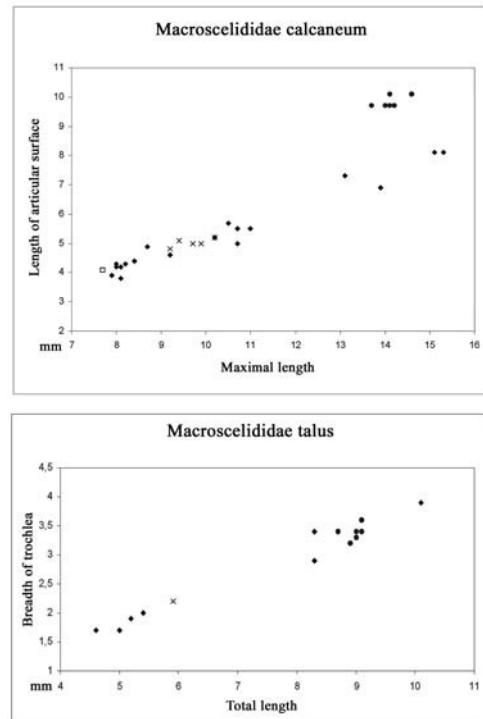 Macroscelididae calcaneum
Length of articular surface
11
10
9
8
7
6
5
4
3
2
mm
7 8 9 10 11 12 13 14 15 16
Maximal length
Macroscelididae talus
Breadth of trochlea
4,5
4
3,5
3
2,5
2
1,5
1
mm
4 5 6 7 8 9 10 11
Total length